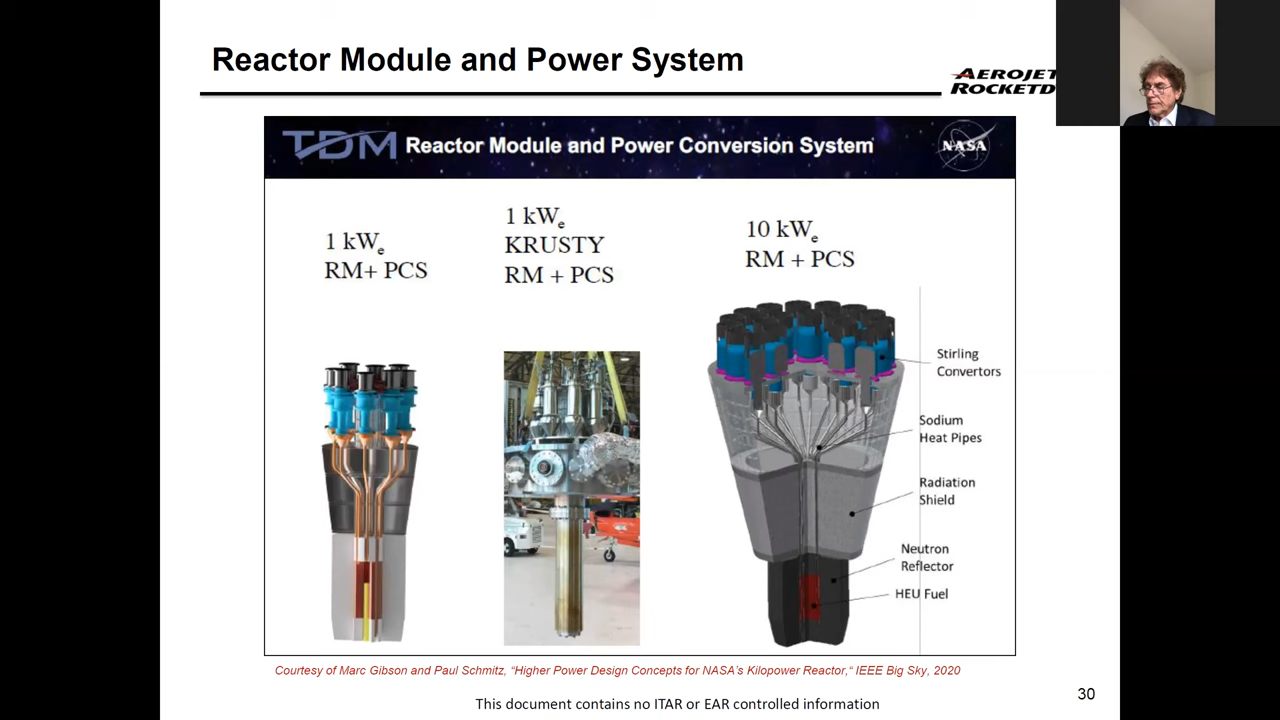 Reactor Module and Power System
AEROJET
ROCKETD
TDM Reactor Module and Power Conversion System
NASA
1 kWe
RM+ PCS
1 kWe
KRUSTY
RM + PCS
10 kWe
RM + PCS
Stirling
Convertors
Sodium
Heat Pipes
Radiation
Shield
Neutron
Reflector
HEU Fuel
Courtesy of Marc Gibson and Paul Schmitz, “Higher Power Design Concepts for NASA’s Kilopower Reactor,“ IEEE Big Sky, 2020
This document contains no ITAR or EAR controlled information
30